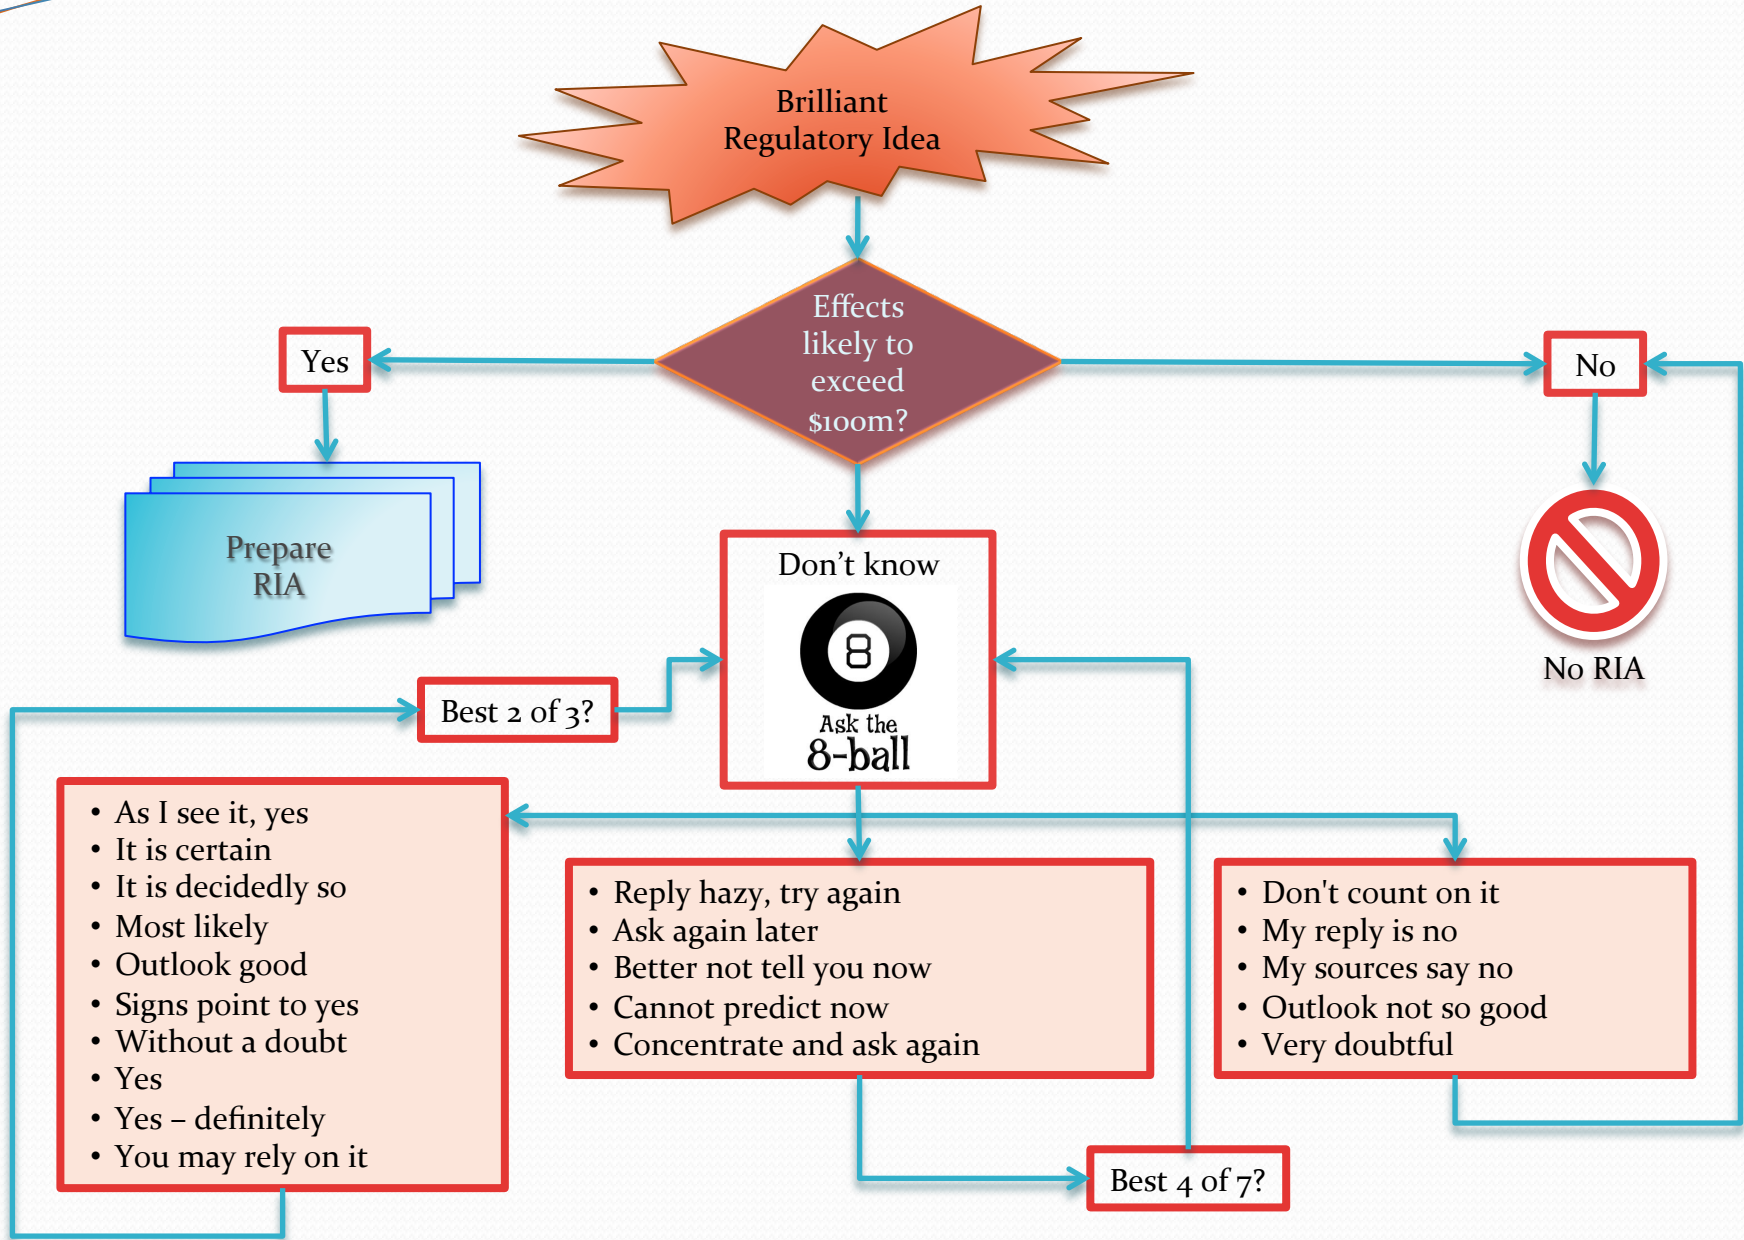 Brilliant
Regulatory Idea
Effects
likely to
exceed
$100m?
Yes
No
Prepare
RIA
Don't know
8
Ask the
8-ball
No RIA
Best 2 of 3?
• As I see it, yes
• It is certain
• It is decidedly so
• Most likely
• Outlook good
• Signs point to yes
• Without a doubt
• Yes
• Yes – definitely
• You may rely on it
• Reply hazy, try again
• Ask again later
• Better not tell you now
• Cannot predict now
• Concentrate and ask again
• Don't count on it
• My reply is no
• My sources say no
• Outlook not so good
• Very doubtful
Best 4 of 7?